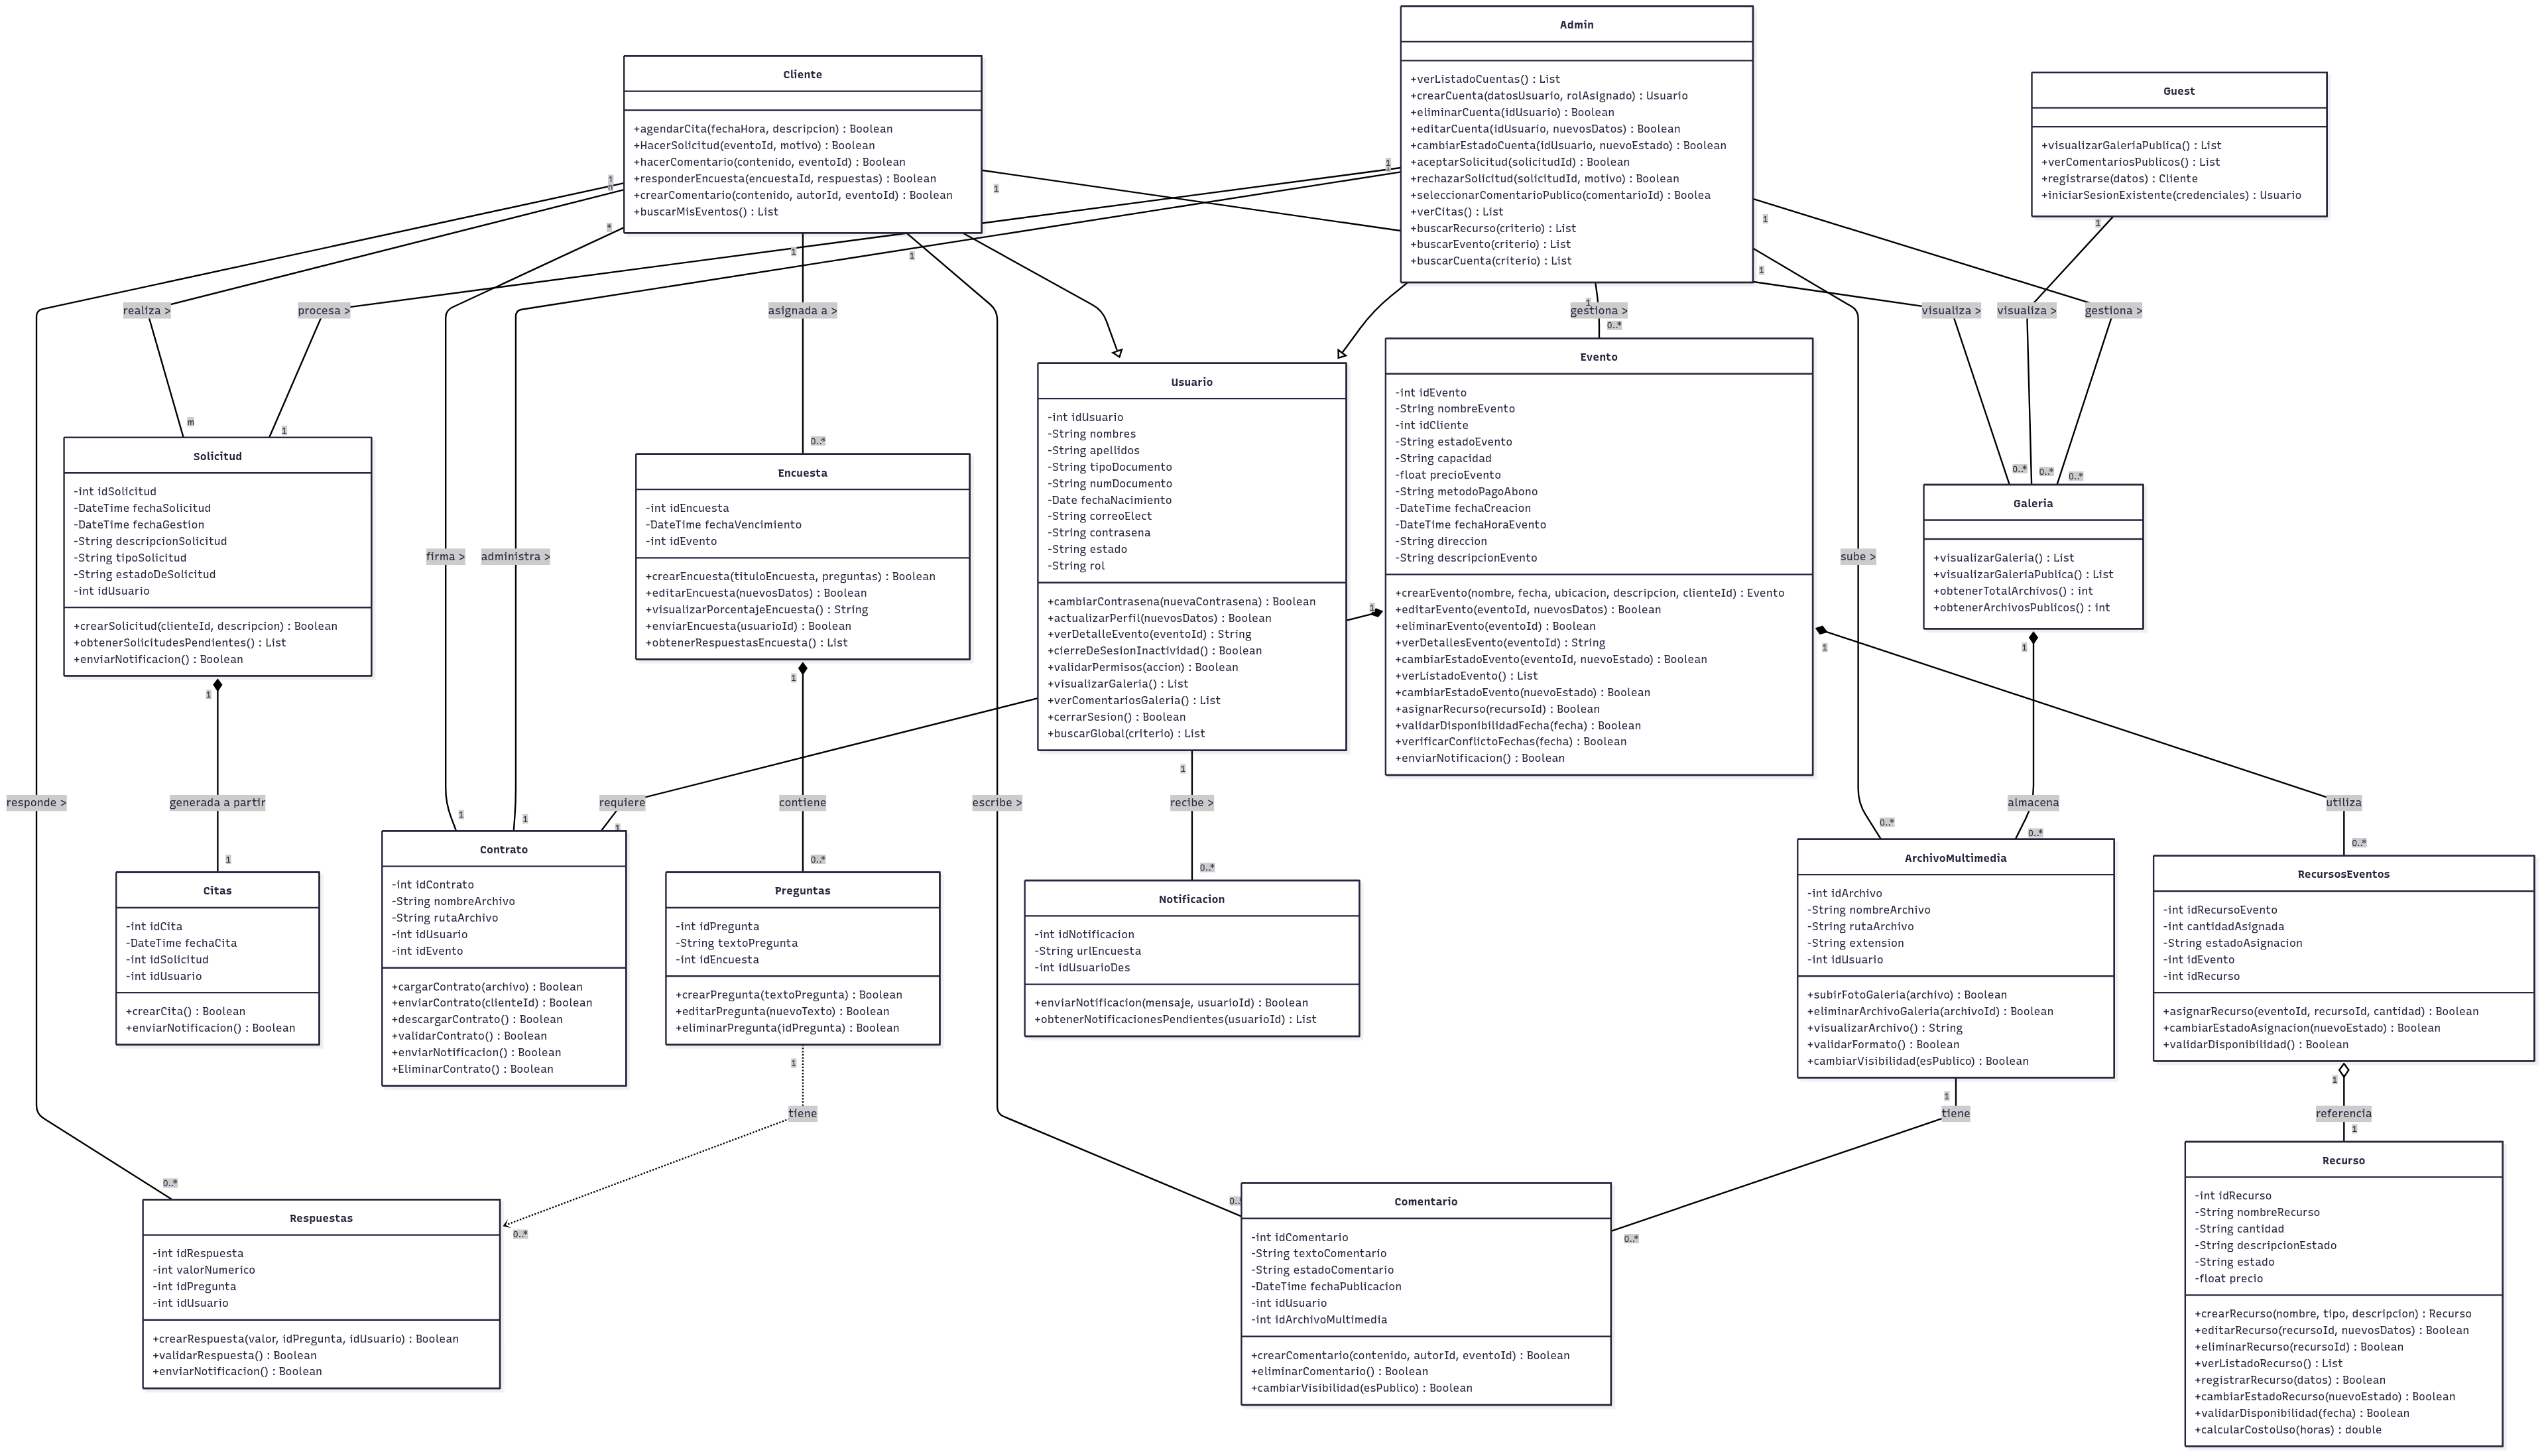 Admin
+verListadoCuentas() : List
+crearCuenta(datosUsuario, rolAsignado) : Usuario
+eliminarCuenta(idUsuario) : Boolean
+editarCuenta(idUsuario, nuevosDatos) : Boolean
+cambiarEstadoCuenta(idUsuario, nuevoEstado) : Boolean
+aceptarSolicitud(solicitudId) : Boolean
+rechazarSolicitud(solicitudId, motivo) : Boolean
+seleccionarComentarioPublico(comentarioId) : Boolea
+verCitas() : List
+buscarRecurso(criterio) : List
+buscarEvento(criterio) : List
+buscarCuenta(criterio) : List
Cliente
+agendarCita(fechaHora, descripcion) : Boolean
+HacerSolicitud(eventoId, motivo) : Boolean
+hacerComentario(contenido, eventoId) : Boolean
+responderEncuesta(encuestaId, respuestas) : Boolean
+crearComentario(contenido, autorId, eventoId) : Boolean
+buscarMisEventos() : List
Guest
+visualizarGaleriaPublica() : List
+verComentariosPublicos() : List
+registrarse(datos) : Cliente
+iniciarSesionExistente(credenciales) : Usuario
1
*
1
1
1
1
1
1
1
1
1
realiza >
procesa >
asignada a >
gestiona >
0..*
visualiza >
visualiza >
gestiona >
m
1
0..*
0..*
0..*
0..*
Solicitud
-int idSolicitud
-DateTime fechaSolicitud
-DateTime fechaGestion
-String descripcionSolicitud
-String tipoSolicitud
-String estadoDeSolicitud
-int idUsuario
+crearSolicitud(clienteId, descripcion) : Boolean
+obtenerSolicitudesPendientes() : List
+enviarNotificacion() : Boolean
firma >
administra >
Encuesta
-int idEncuesta
-DateTime fechaVencimiento
-int idEvento
+crearEncuesta(tituloEncuesta, preguntas) : Boolean
+editarEncuesta(nuevosDatos) : Boolean
+visualizarPorcentajeEncuesta() : String
+enviarEncuesta(usuarioId) : Boolean
+obtenerRespuestasEncuesta() : List
Usuario
-int idUsuario
-String nombres
-String apellidos
-String tipoDocumento
-String numDocumento
-Date fechaNacimiento
-String correoElect
-String contrasena
-String estado
-String rol
+cambiarContrasena(nuevaContrasena) : Boolean
+actualizarPerfil(nuevosDatos) : Boolean
+verDetalleEvento(eventoId) : String
+cierreDeSesionInactividad() : Boolean
+validarPermisos(accion) : Boolean
+visualizarGaleria() : List
+verComentariosGaleria() : List
+cerrarSesion() : Boolean
+buscarGlobal(criterio) : List
Evento
-int idEvento
-String nombreEvento
-int idCliente
-String estadoEvento
-String capacidad
-float precioEvento
-String metodoPagoAbono
-DateTime fechaCreacion
-DateTime fechaHoraEvento
-String direccion
-String descripcionEvento
+crearEvento(nombre, fecha, ubicacion, descripcion, clienteId) : Evento
+editarEvento(eventoId, nuevosDatos) : Boolean
+eliminarEvento(eventoId) : Boolean
+verDetallesEvento(eventoId) : String
+cambiarEstadoEvento(eventoId, nuevoEstado) : Boolean
+verListadoEvento() : List
+cambiarEstadoEvento(nuevoEstado) : Boolean
+asignarRecurso(recursoId) : Boolean
+validarDisponibilidadFecha(fecha) : Boolean
+verificarConflictoFechas(fecha) : Boolean
+enviarNotificacion() : Boolean
sube >
Galeria
+visualizarGaleria() : List
+visualizarGaleriaPublica() : List
+obtenerTotalArchivos() : int
+obtenerArchivosPublicos() : int
1
1
1
1
1
1
responde >
generada a partir
requiere
contiene
escribe >
recibe >
almacena
utiliza
1
1
1
1
0..*
0..*
0..*
0..*
0..*
Citas
-int idCita
-DateTime fechaCita
-int idSolicitud
-int idUsuario
+crearCita() : Boolean
+enviarNotificacion() : Boolean
Contrato
-int idContrato
-String nombreArchivo
-String rutaArchivo
-int idUsuario
-int idEvento
+cargarContrato(archivo) : Boolean
+enviarContrato(clienteId) : Boolean
+descargarContrato() : Boolean
+validarContrato() : Boolean
+enviarNotificacion() : Boolean
+EliminarContrato() : Boolean
Preguntas
-int idPregunta
-String textoPregunta
-int idEncuesta
+crearPregunta(textoPregunta) : Boolean
+editarPregunta(nuevoTexto) : Boolean
+eliminarPregunta(idPregunta) : Boolean
Notificacion
-int idNotificacion
-String urlEncuesta
-int idUsuarioDes
+enviarNotificacion(mensaje, usuarioId) : Boolean
+obtenerNotificacionesPendientes(usuarioId) : List
ArchivoMultimedia
-int idArchivo
-String nombreArchivo
-String rutaArchivo
-String extension
-int idUsuario
+subirFotoGaleria(archivo) : Boolean
+eliminarArchivoGaleria(archivoId) : Boolean
+visualizarArchivo() : String
+validarFormato() : Boolean
+cambiarVisibilidad(esPublico) : Boolean
RecursosEventos
-int idRecursoEvento
-int cantidadAsignada
-String estadoAsignacion
-int idEvento
-int idRecurso
+asignarRecurso(eventoId, recursoId, cantidad) : Boolean
+cambiarEstadoAsignacion(nuevoEstado) : Boolean
+validarDisponibilidad() : Boolean
1
1
1
tiene
tiene
referencia
1
0..*
0..*
0..*
Respuestas
-int idRespuesta
-int valorNumerico
-int idPregunta
-int idUsuario
+crearRespuesta(valor, idPregunta, idUsuario) : Boolean
+validarRespuesta() : Boolean
+enviarNotificacion() : Boolean
Comentario
-int idComentario
-String textoComentario
-String estadoComentario
-DateTime fechaPublicacion
-int idUsuario
-int idArchivoMultimedia
+crearComentario(contenido, autorId, eventoId) : Boolean
+eliminarComentario() : Boolean
+cambiarVisibilidad(esPublico) : Boolean
Recurso
-int idRecurso
-String nombreRecurso
-String cantidad
-String descripcionEstado
-String estado
-float precio
+crearRecurso(nombre, tipo, descripcion) : Recurso
+editarRecurso(recursoId, nuevosDatos) : Boolean
+eliminarRecurso(recursoId) : Boolean
+verListadoRecurso() : List
+registrarRecurso(datos) : Boolean
+cambiarEstadoRecurso(nuevoEstado) : Boolean
+validarDisponibilidad(fecha) : Boolean
+calcularCostoUso(horas) : double